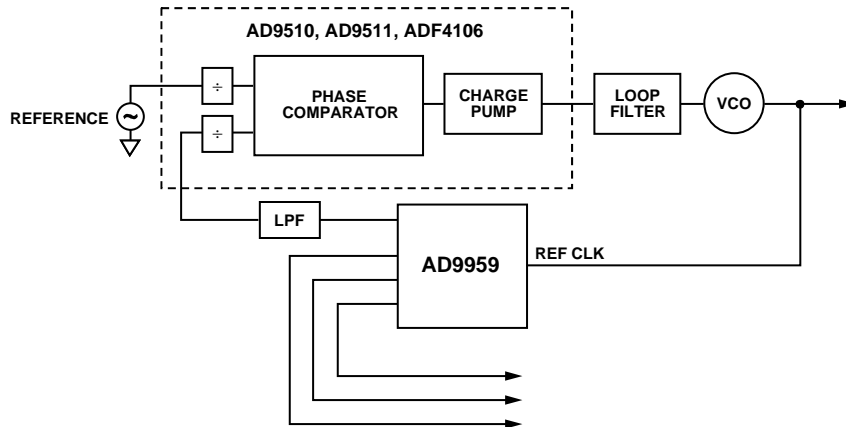 AD9510, AD9511, ADF4106
REFERENCE
~
÷
÷
PHASE
COMPARATOR
CHARGE
PUMP
LOOP
FILTER
VCO
LPF
AD9959
REF CLK